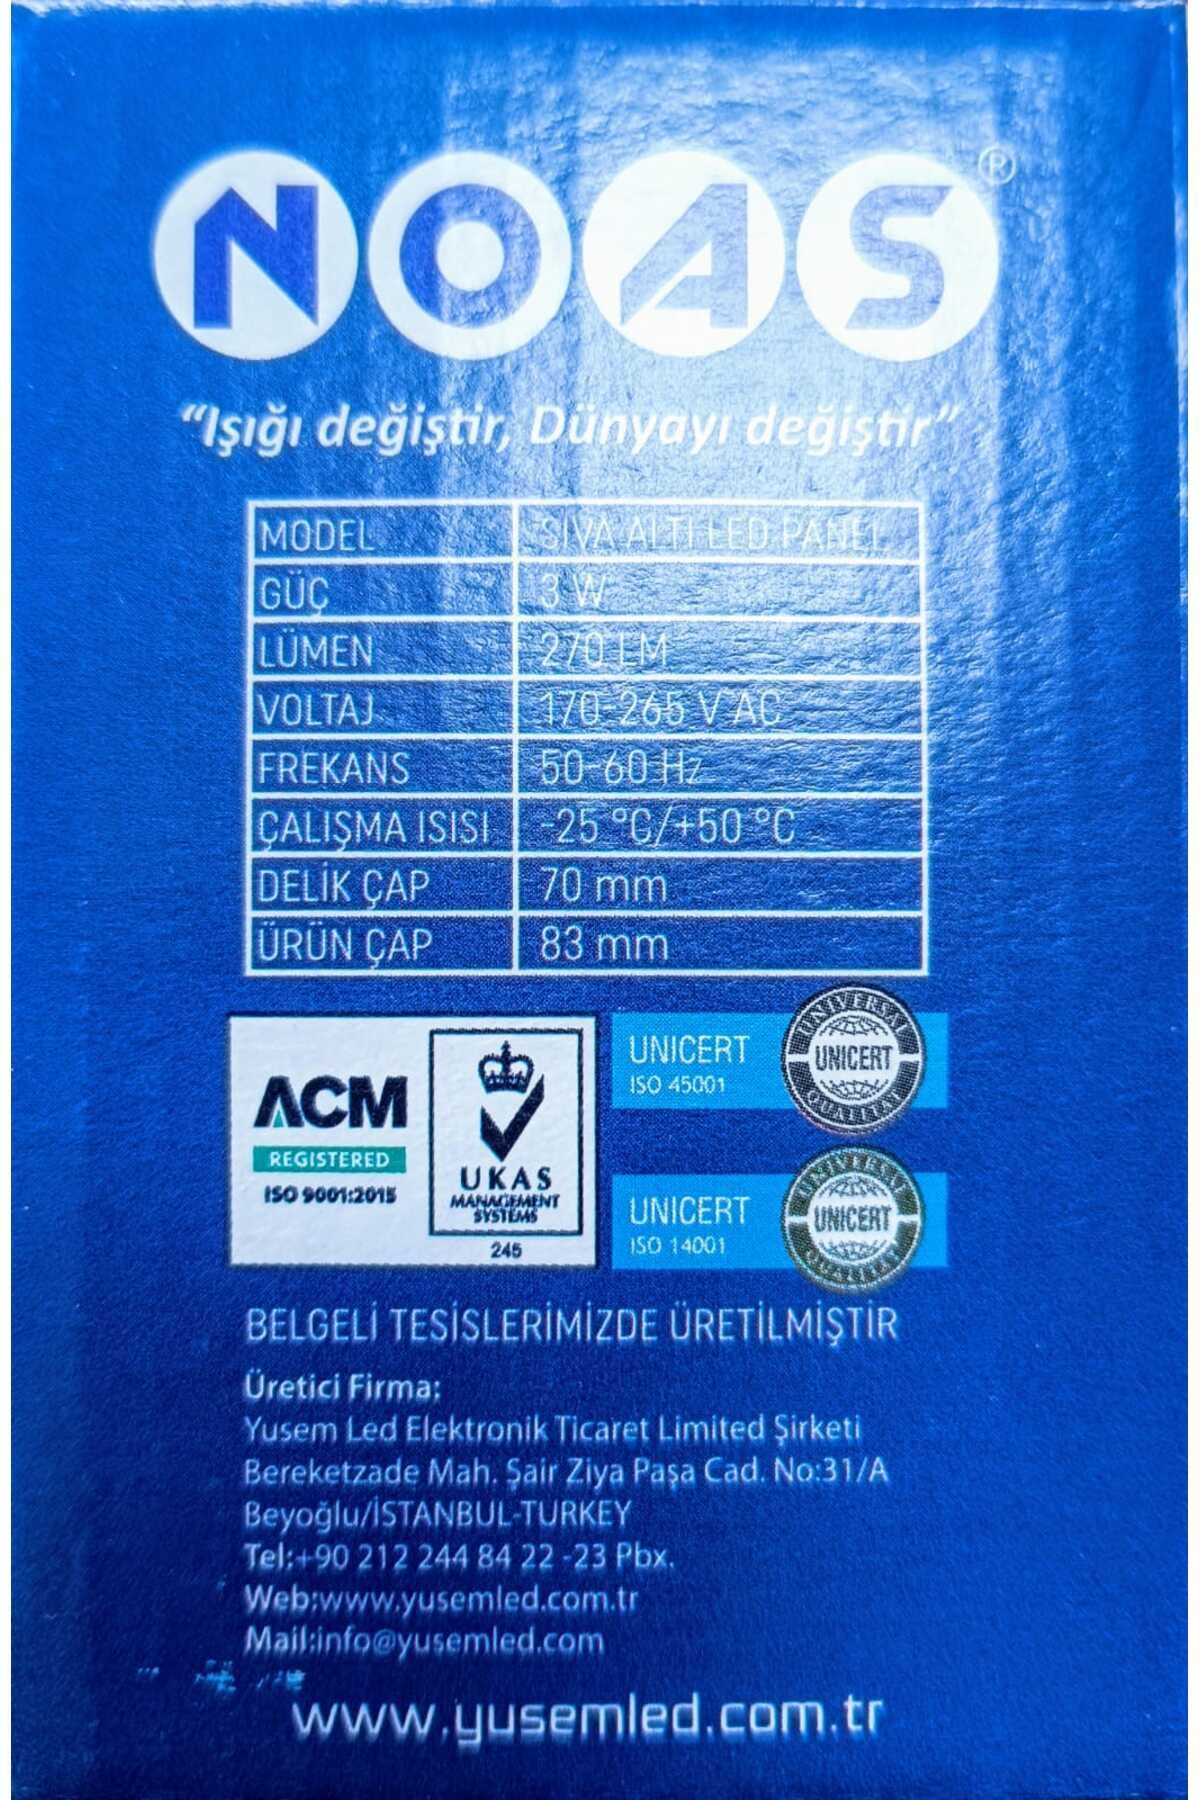 NOAS®
"Işığı değiştir, Dünyayı değiştir"
MODEL SIVA ALTI LED PANEL
GÜÇ 3 W
LÜMEN 270 LM
VOLTAJ 170-265 V AC
FREKANS 50-60 Hz
ÇALIŞMA ISISI -25 °C/+50 °C
DELİK ÇAP 70 mm
ÜRÜN ÇAP 83 mm
ACM
REGISTERED
ISO 9001:2015
UKAS
MANAGEMENT
SYSTEMS
245
UNICERT
ISO 45001
UNIVERSAL
UNICERT
UNICERT
ISO 14001
UNIVERSAL
UNICERT
BELGELİ TESİSLERİMİZDE ÜRETİLMİŞTİR
Üretici Firma:
Yusem Led Elektronik Ticaret Limited Şirketi
Bereketzade Mah. Şair Ziya Paşa Cad. No:31/A
Beyoğlu/İSTANBUL-TURKEY
Tel:+90 212 244 84 22 -23 Pbx.
Web:www.yusemled.com.tr
Mail:info@yusemled.com
www.yusemled.com.tr